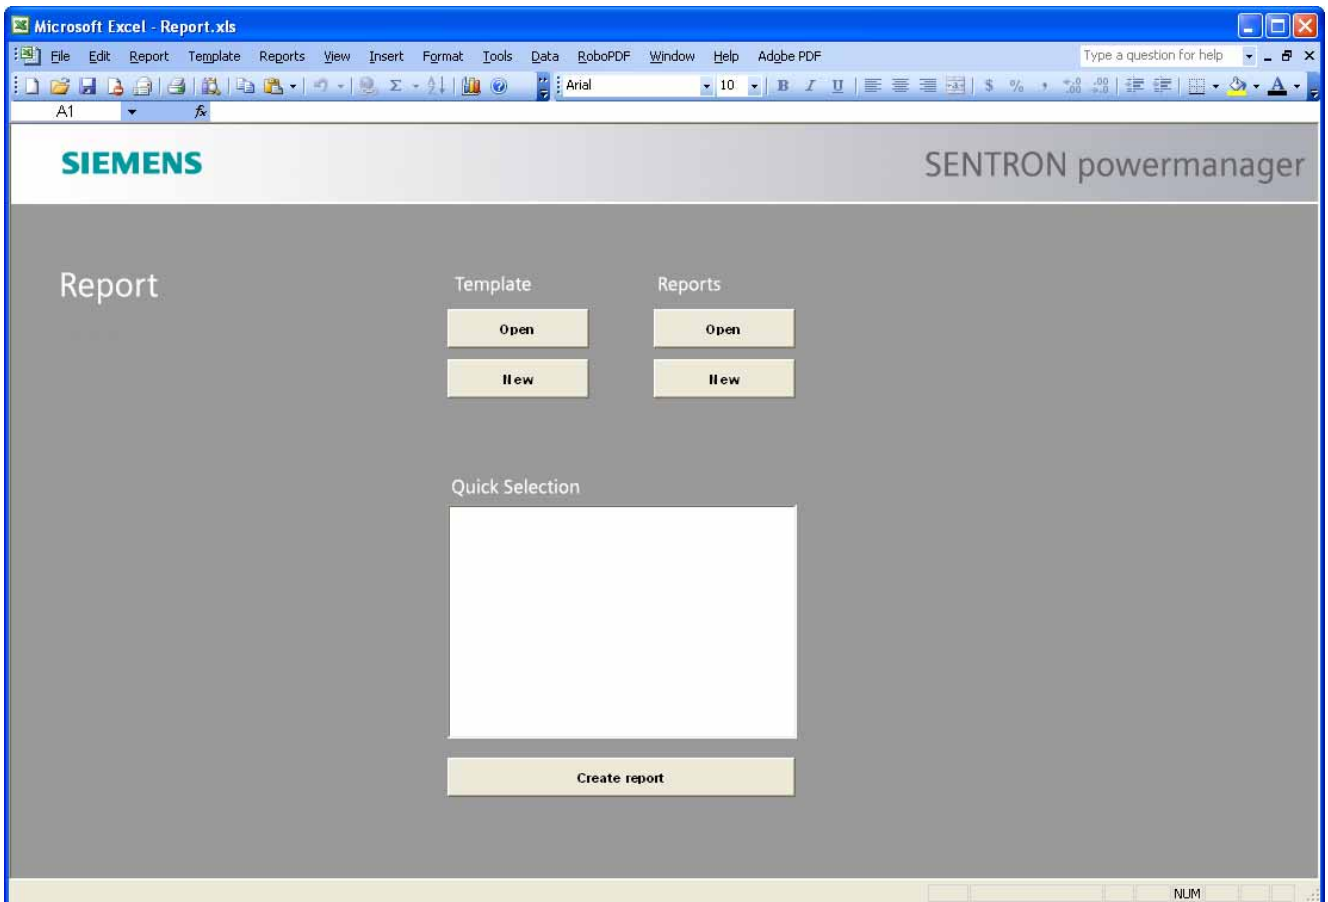 Microsoft Excel - Report.xls
File Edit Report Template Reports View Insert Format Tools Data RoboPDF Window Help Adobe PDF Type a question for help
Arial 10 B I U $ % ,
A1 fx
SIEMENS SENTRON powermanager
Report Template Reports
Open Open
New New
Quick Selection
Create report
NUM